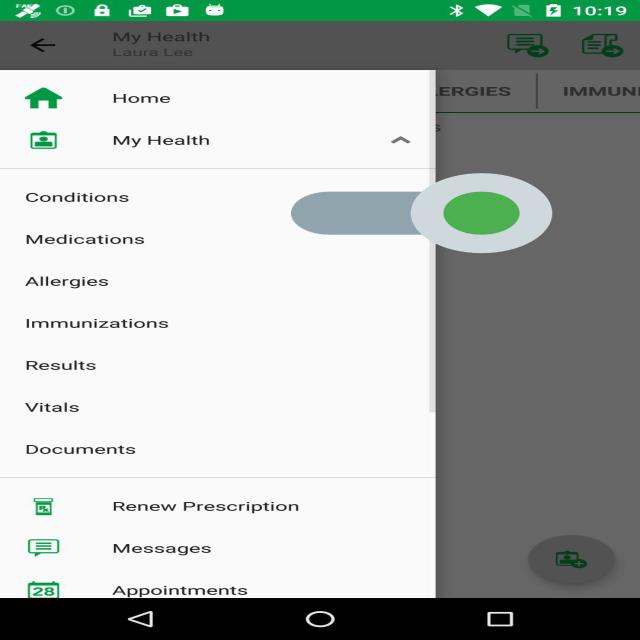 10:19
My Health
Laura Lee
ERGIES
IMMUN
s
Home
My Health
Conditions
Medications
Allergies
Immunizations
Results
Vitals
Documents
Renew Prescription
Messages
28
Appointments